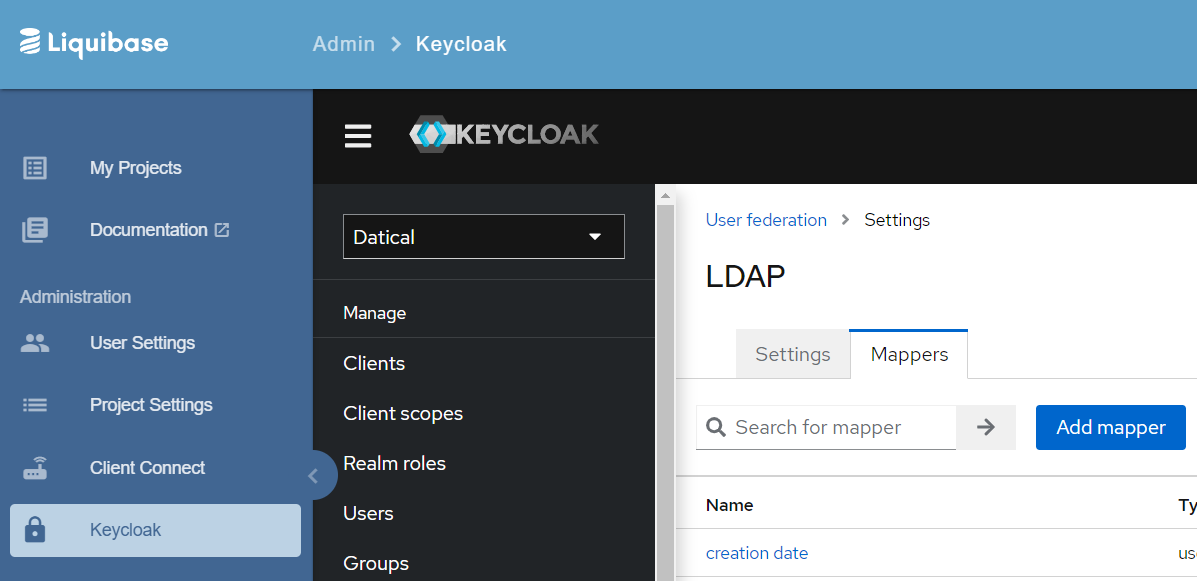 Liquibase
Admin > Keycloak
My Projects
Documentation
Administration
User Settings
Project Settings
Client Connect
Keycloak
KEYCLOAK
Datical
Manage
Clients
Client scopes
Realm roles
Users
Groups
User federation > Settings
LDAP
Settings Mappers
Search for mapper Add mapper
Name Ty
creation date us